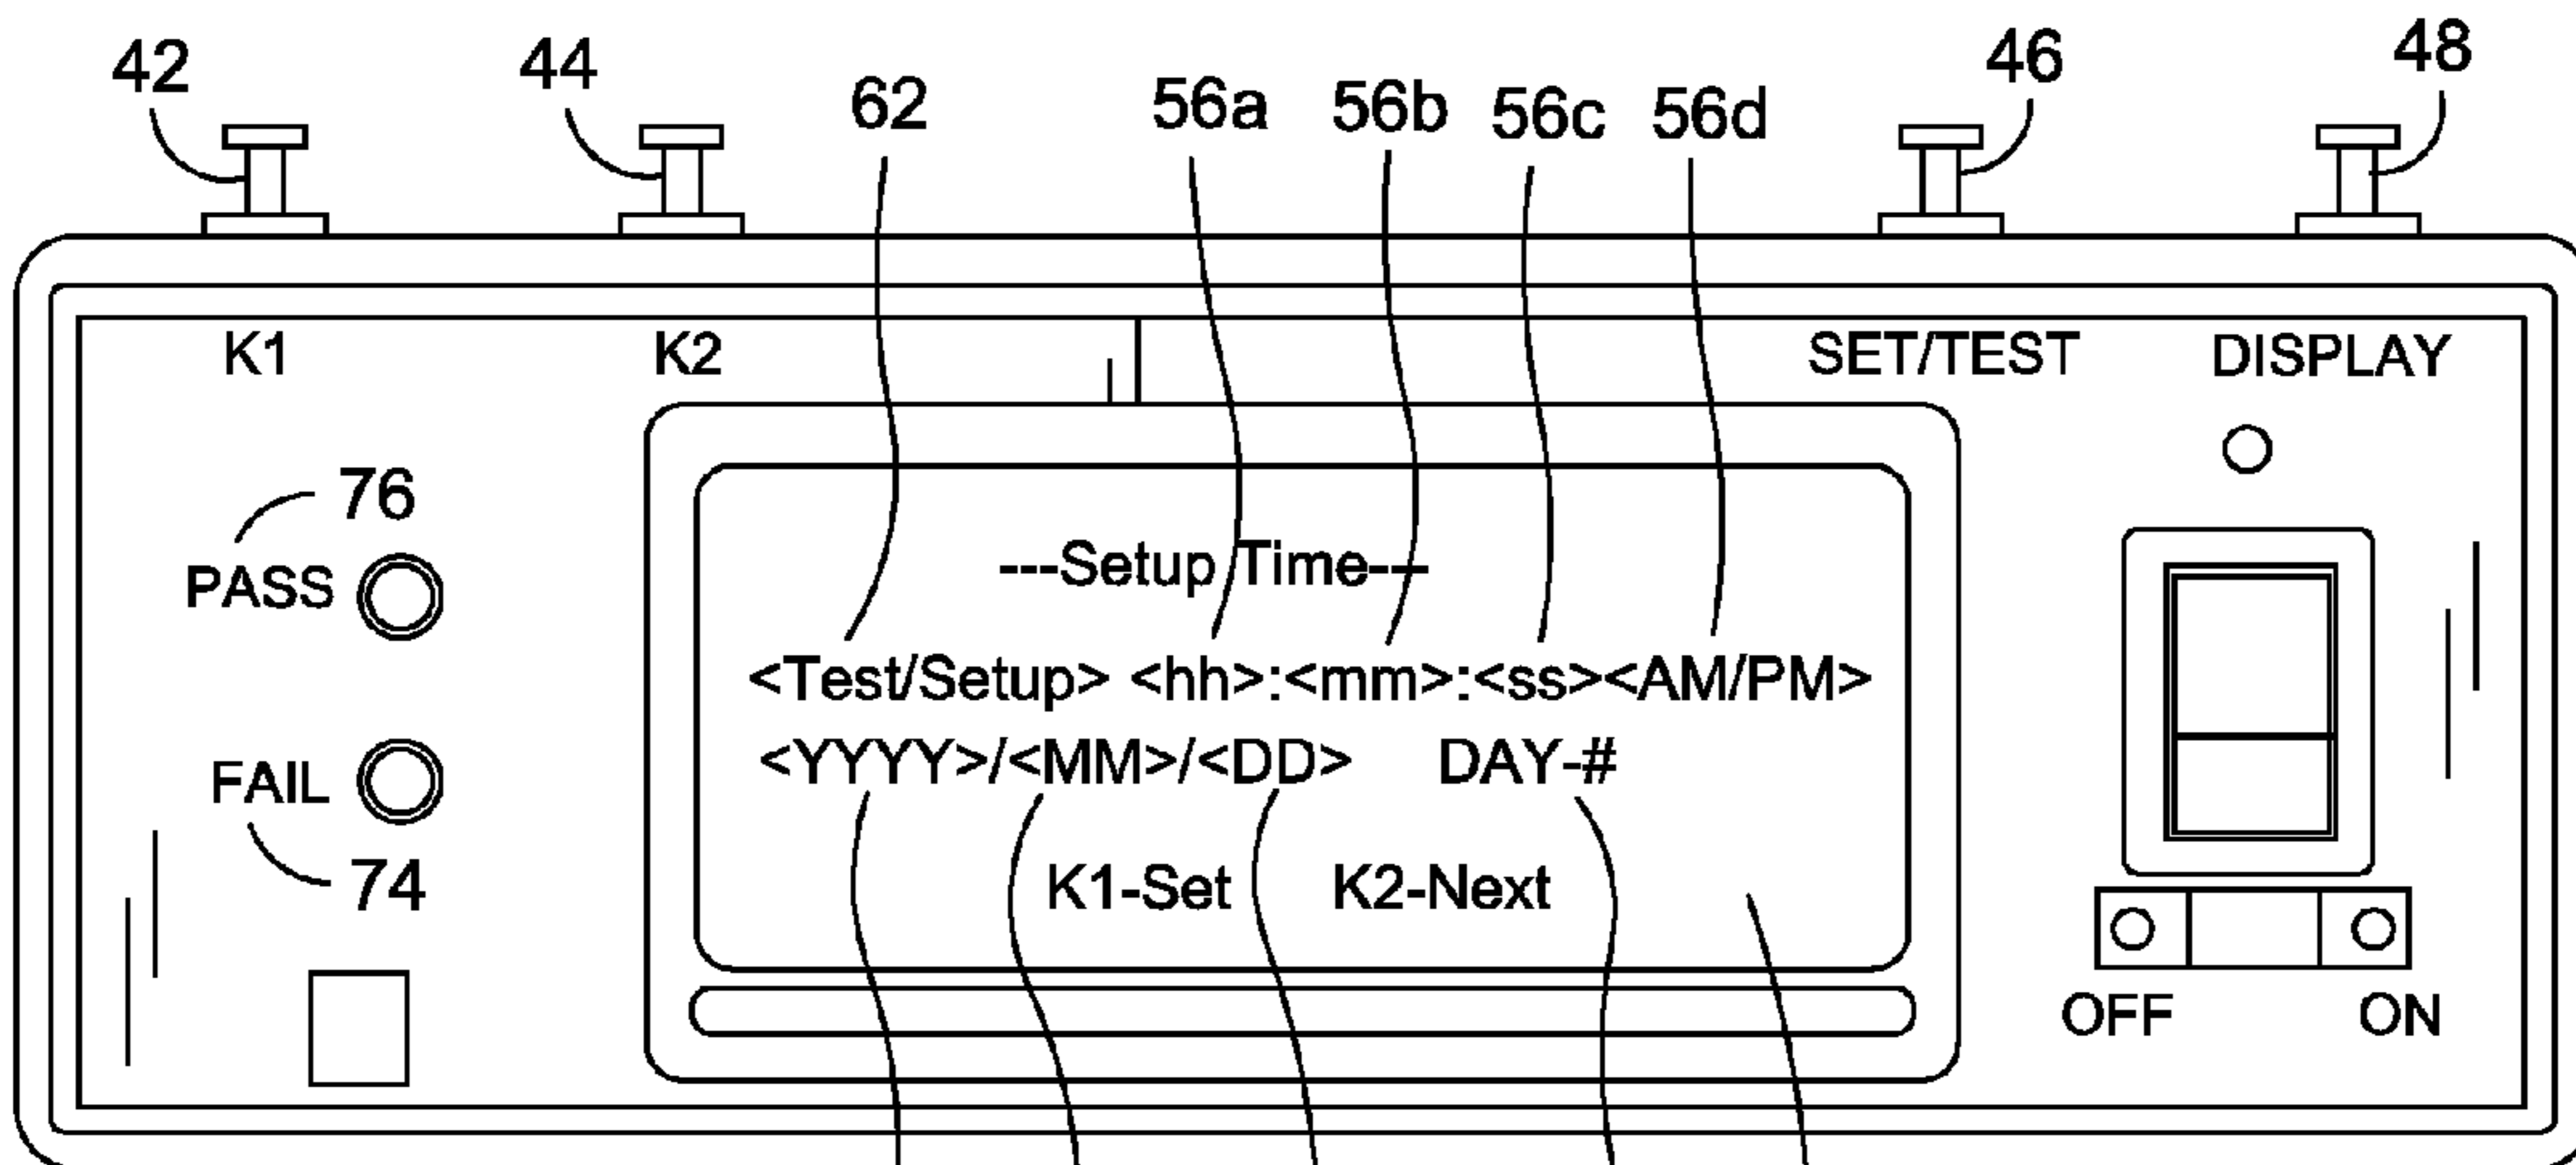 42 44 62 56a 56b 56c 56d 46 48
K1 K2 SET/TEST DISPLAY
76
PASS
---Setup Time---
<Test/Setup> <hh>:<mm>:<ss><AM/PM>
<YYYY>/<MM>/<DD> DAY-#
FAIL
74
K1-Set K2-Next
OFF ON